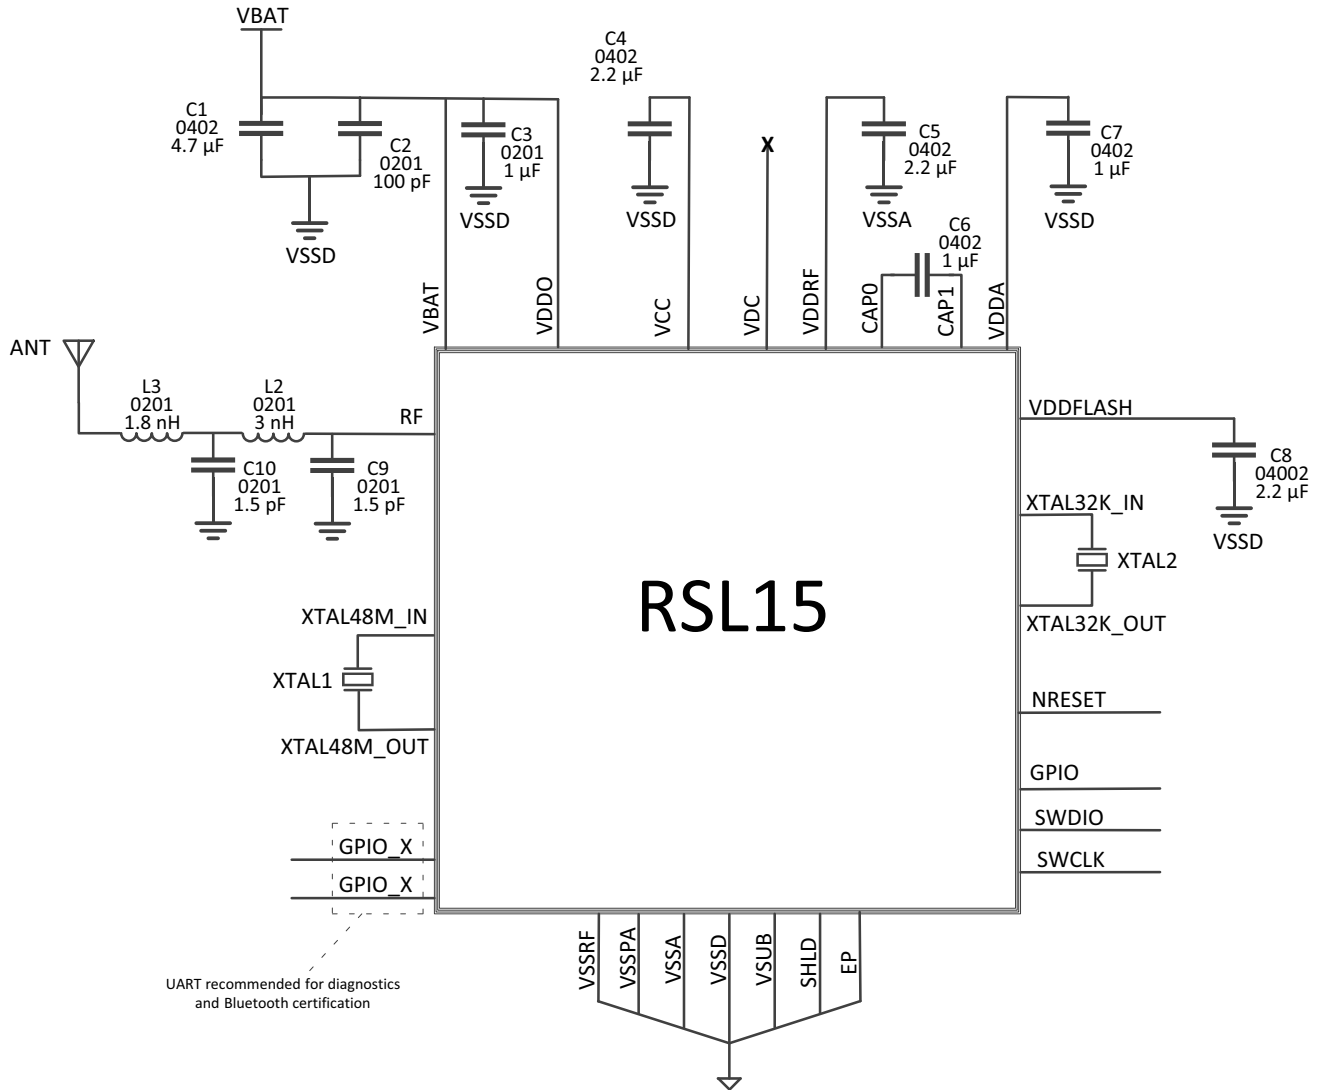 VBAT
C4
0402
2.2 µF
C1
0402
4.7 µF
C2
0201
100 pF
C3
0201
1 µF
X
C5
0402
2.2 µF
C7
0402
1 µF
VSSD
VSSD
VSSD
VSSA
VSSD
C6
0402
1 µF
VBAT
VDDO
VCC
VDC
VDDRF
CAP0
CAP1
VDDA
ANT
L3
0201
1.8 nH
L2
0201
3 nH
RF
C10
0201
1.5 pF
C9
0201
1.5 pF
VDDFLASH
C8
04002
2.2 µF
VSSD
XTAL32K_IN
XTAL2
XTAL32K_OUT
RSL15
XTAL48M_IN
XTAL1
XTAL48M_OUT
NRESET
GPIO
SWDIO
SWCLK
GPIO_X
GPIO_X
UART recommended for diagnostics
and Bluetooth certification
VSSRF
VSSPA
VSSA
VSSD
VSUB
SHLD
EP